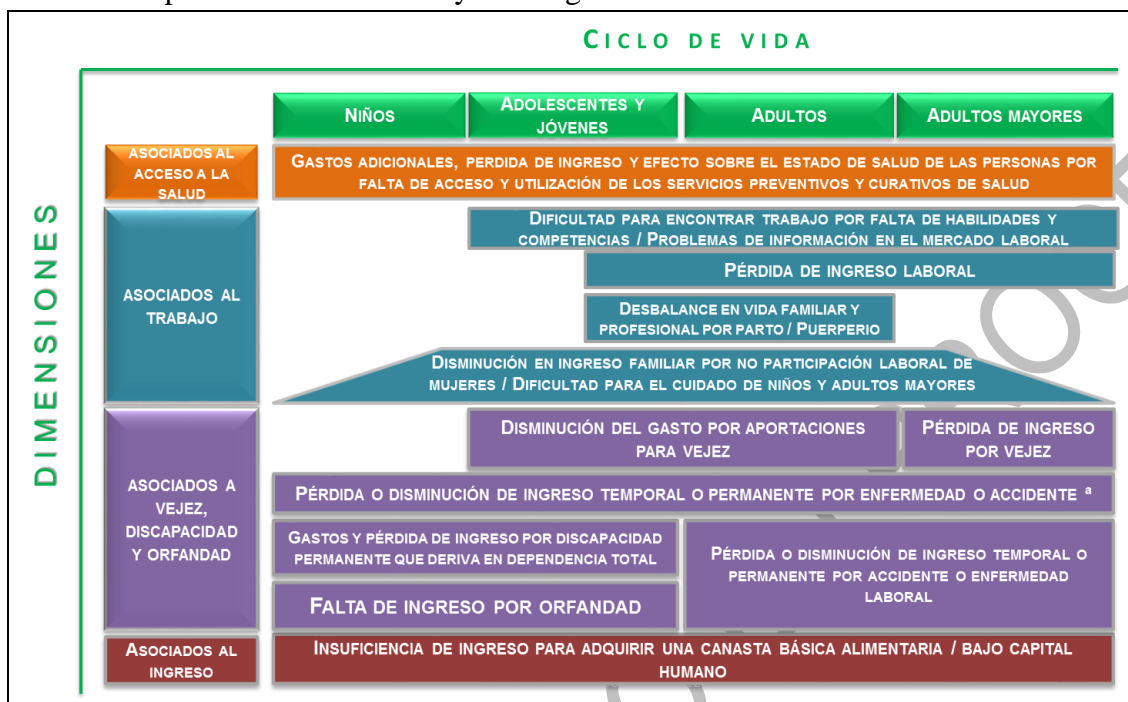 CICLO DE VIDA
DIMENSIONES
NIÑOS
ADOLESCENTES Y
JÓVENES
ADULTOS
ADULTOS MAYORES
ASOCIADOS AL
ACCESO A LA
SALUD
GASTOS ADICIONALES, PERDIDA DE INGRESO Y EFECTO SOBRE EL ESTADO DE SALUD DE LAS PERSONAS POR
FALTA DE ACCESO Y UTILIZACIÓN DE LOS SERVICIOS PREVENTIVOS Y CURATIVOS DE SALUD
ASOCIADOS AL
TRABAJO
DIFICULTAD PARA ENCONTRAR TRABAJO POR FALTA DE HABILIDADES Y
COMPETENCIAS / PROBLEMAS DE INFORMACIÓN EN EL MERCADO LABORAL
PÉRDIDA DE INGRESO LABORAL
DESBALANCE EN VIDA FAMILIAR Y
PROFESIONAL POR PARTO / PUERPERIO
DISMINUCIÓN EN INGRESO FAMILIAR POR NO PARTICIPACIÓN LABORAL DE
MUJERES / DIFICULTAD PARA EL CUIDADO DE NIÑOS Y ADULTOS MAYORES
ASOCIADOS A
VEJEZ,
DISCAPACIDAD
Y ORFANDAD
DISMINUCIÓN DEL GASTO POR APORTACIONES
PARA VEJEZ
PÉRDIDA DE INGRESO
POR VEJEZ
PÉRDIDA O DISMINUCIÓN DE INGRESO TEMPORAL O PERMANENTE POR ENFERMEDAD O ACCIDENTE ª
GASTOS Y PÉRDIDA DE INGRESO POR DISCAPACIDAD
PERMANENTE QUE DERIVA EN DEPENDENCIA TOTAL
FALTA DE INGRESO POR ORFANDAD
PÉRDIDA O DISMINUCIÓN DE INGRESO TEMPORAL O
PERMANENTE POR ACCIDENTE O ENFERMEDAD
LABORAL
ASOCIADOS AL
INGRESO
INSUFICIENCIA DE INGRESO PARA ADQUIRIR UNA CANASTA BÁSICA ALIMENTARIA / BAJO CAPITAL
HUMANO